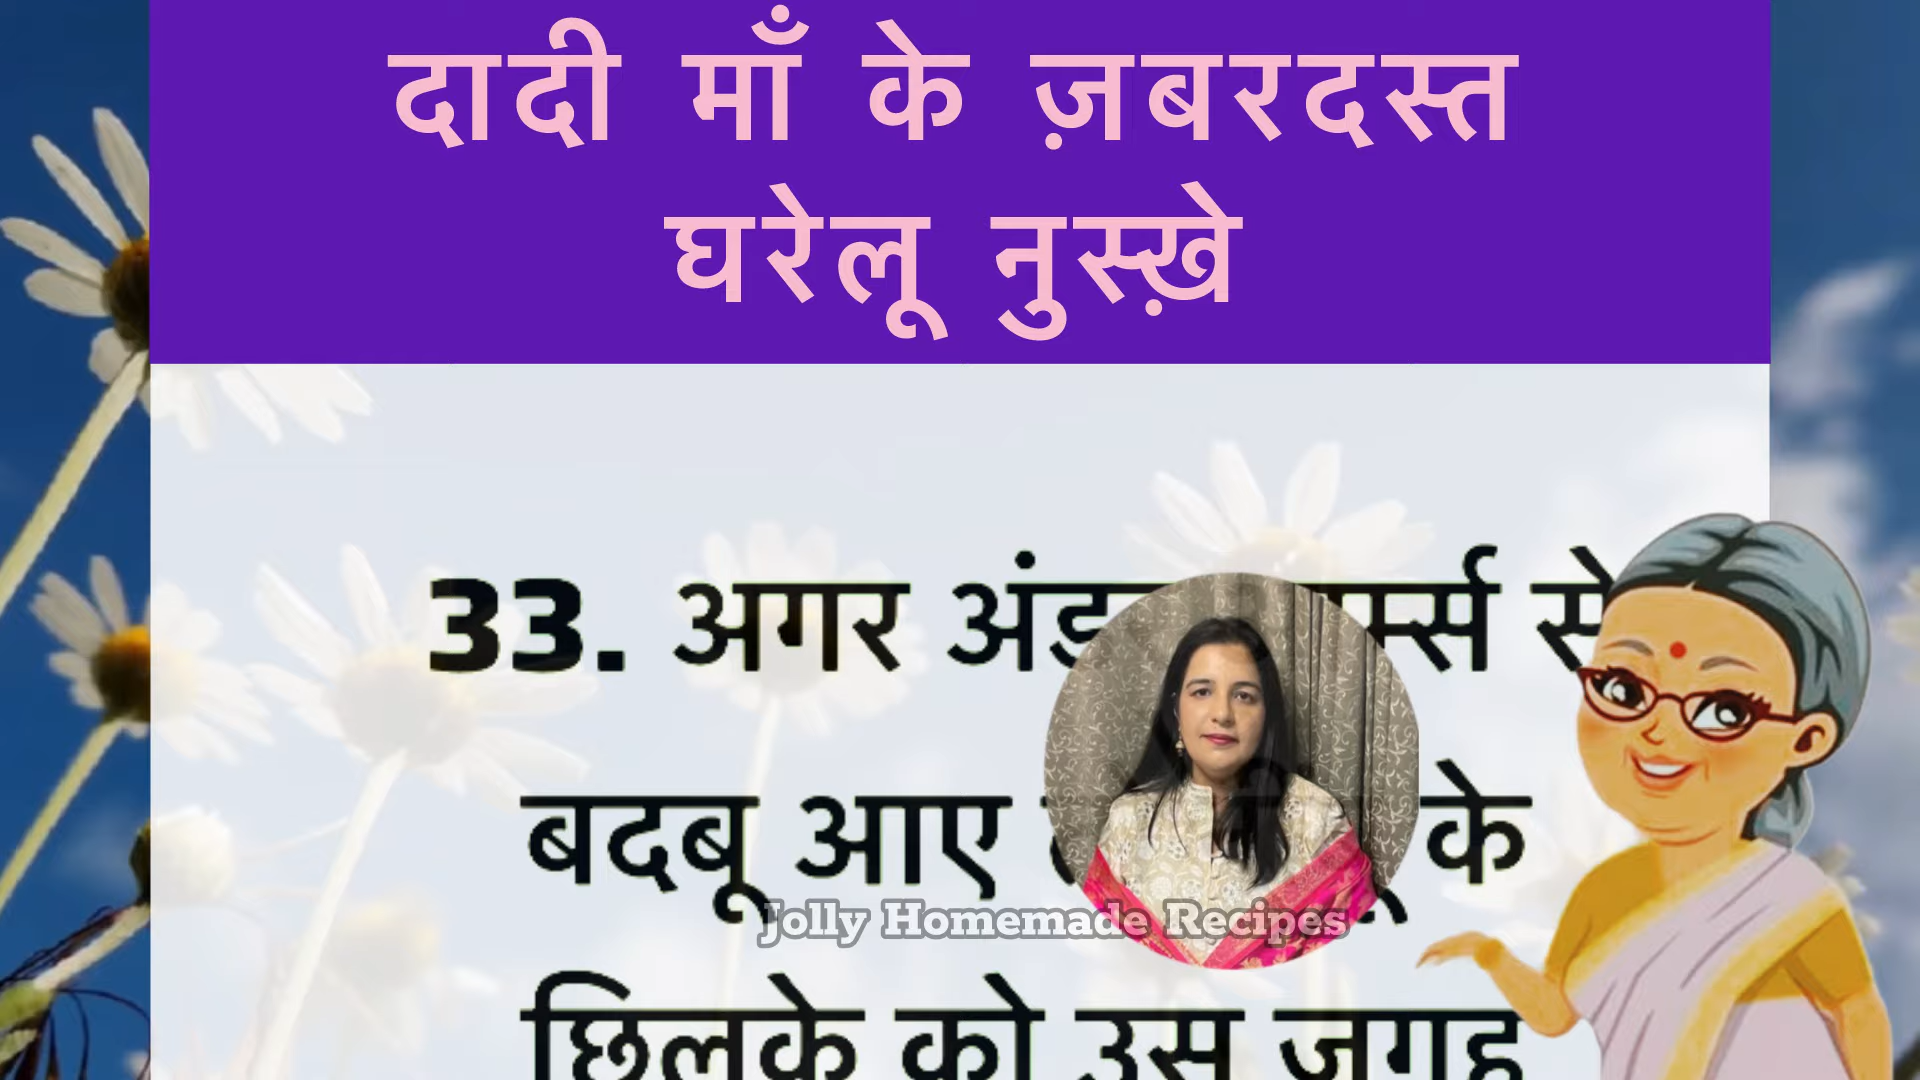 दादी माँ के ज़बरदस्त
घरेलू नुस्ख़े
33. अगर से
बदबू आए के
Jolly Homemade Recipes
छिलके को उस जगह